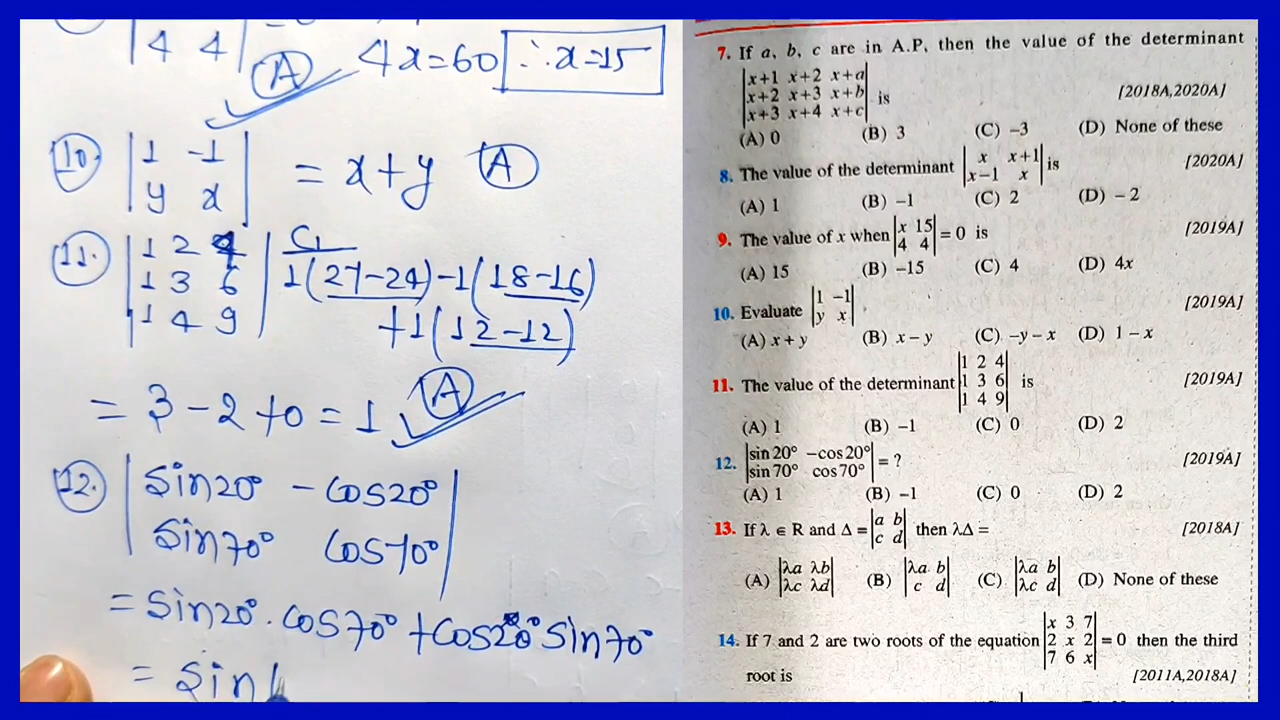 |4 4|
(A) 4x=60 ∴x=15
10. |1 -1| = x+y (A)
|y x|
11. |1 2 4| C₁
|1 3 6| 1(27-24)-1(18-16)
|1 4 9| +1(12-12)
= 3-2+0=1 (A)
12. |sin20° -cos20°|
|sin70° cos70°|
= sin20°.cos70°+cos20°sin70°
= sin(
7. If a, b, c are in A.P, then the value of the determinant
|x+1 x+2 x+a|
|x+2 x+3 x+b| is [2018A,2020A]
|x+3 x+4 x+c|
(A) 0 (B) 3 (C) –3 (D) None of these
8. The value of the determinant |x x+1| is [2020A]
|x–1 x|
(A) 1 (B) –1 (C) 2 (D) – 2
9. The value of x when |x 15| = 0 is [2019A]
|4 4|
(A) 15 (B) –15 (C) 4 (D) 4x
10. Evaluate |1 –1| [2019A]
|y x|
(A) x + y (B) x – y (C) –y – x (D) 1 – x
|1 2 4|
11. The value of the determinant |1 3 6| is [2019A]
|1 4 9|
(A) 1 (B) –1 (C) 0 (D) 2
12. |sin 20° –cos 20°| = ? [2019A]
|sin 70° cos 70°|
(A) 1 (B) –1 (C) 0 (D) 2
13. If λ ∈ R and Δ = |a b| then λΔ = [2018A]
|c d|
(A) |λa λb| (B) |λa b| (C) |λa b| (D) None of these
|λc λd| |c d| |λc d|
|x 3 7|
14. If 7 and 2 are two roots of the equation |2 x 2| = 0 then the third
|7 6 x|
root is [2011A,2018A]